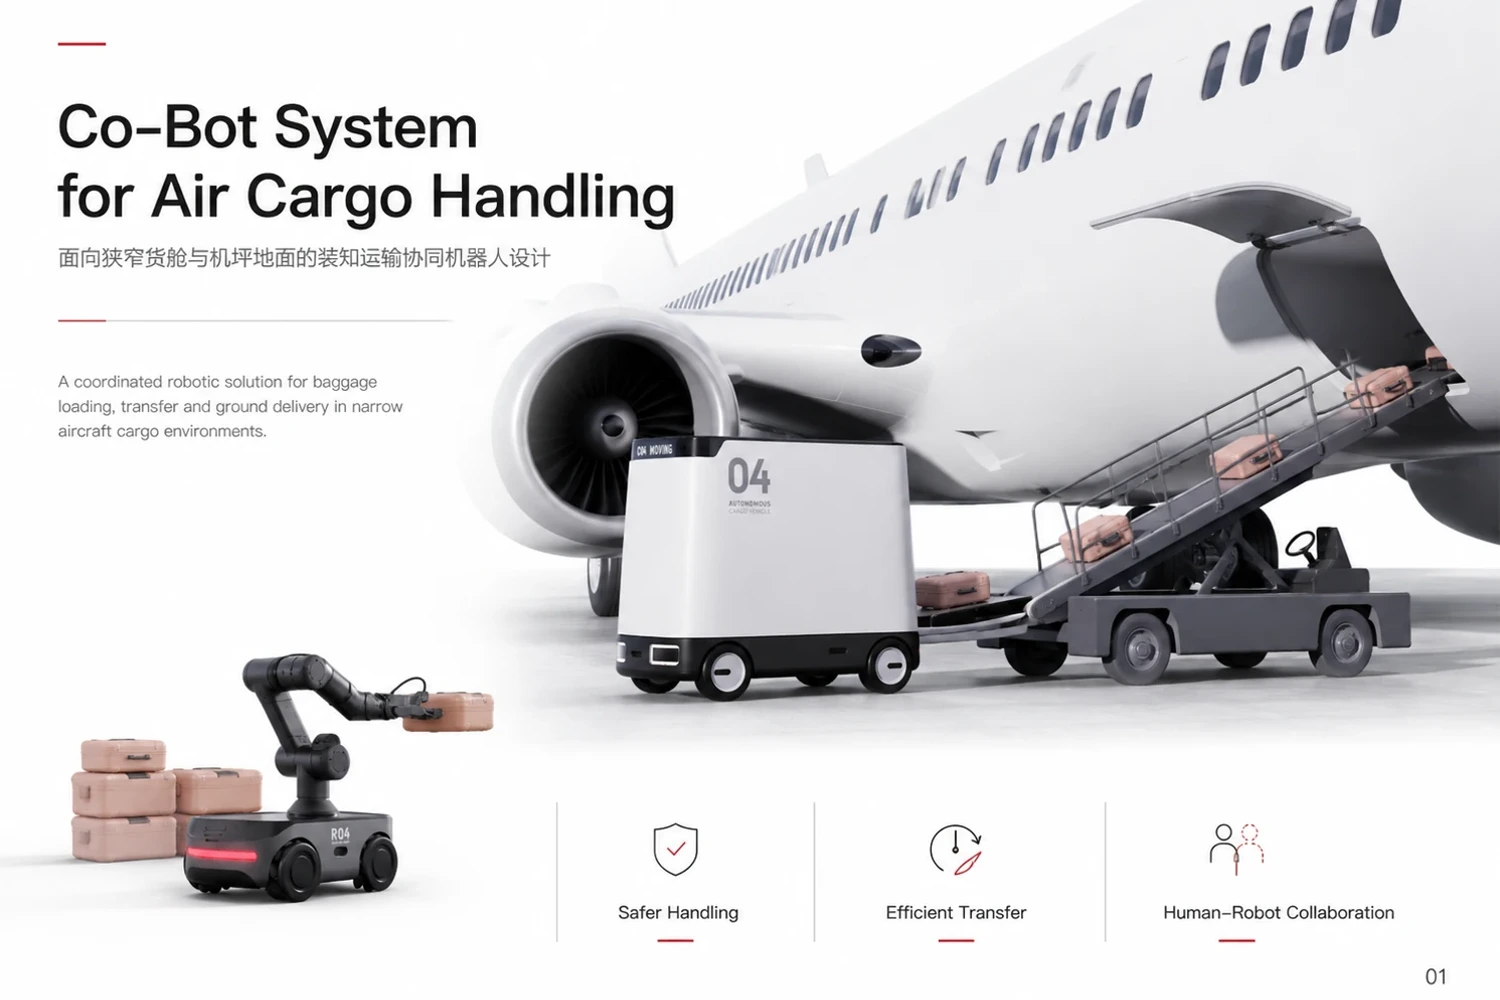 Co-Bot System
for Air Cargo Handling
面向狭窄货舱与机坪地面的装知运输协同机器人设计
A coordinated robotic solution for baggage
loading, transfer and ground delivery in narrow
aircraft cargo environments.
C04 MOVING
04
AUTONOMOUS
R04
Safer Handling
Efficient Transfer
Human-Robot Collaboration
01